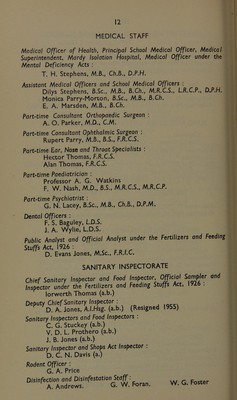 12
MEDICAL STAFF
Medical Officer of Health, Principal School Medical Officer, Medical
Superintendent, Mardy Isolation Hospital, Medical Officer under the
Mental Deficiency Acts :
T. H. Stephens, M.B., Ch.B., D.P.H.
Assistant Medical Officers and School Medical Officers :
Dilys Stephens, B.Sc., M.B., B.Ch., M.R.C.S., L.R.C.P., D.P.H.
Monica Parry-Morton, B.Sc., M.B., B.Ch.
E. A. Marsden, M.B., B.Ch.
Part-time Consultant Orthopaedic Surgeon :
A. O. Parker, M.D., C.M.
Part-time Consultant Ophthalmic Surgeon :
Rupert Parry, M.B., B.S., F.R.C.S.
Part-time Ear, Nose and Throat Specialists :
Hector Thomas, F.R.C.S.
Alan Thomas, F.R.C.S.
Part-time Paediatrician :
Professor A. G. Watkins
F. W. Nash, M.D., B.S., M.R.C.S., M.R.C.P.
Part-time Psychiatrist :
G. N. Lacey, B.Sc., M.B., Ch.B., D.P.M.
Dental Officers :
F. S. Baguley, L.D.S.
J. A. Wylie, L.D.S.
Public Analyst and Official Analyst under the Fertilizers and Feeding
Stuffs Act, 1926 :
D. Evans Jones, M.Sc., F.R.I.C.
SANITARY INSPECTORATE
Chief Sanitary Inspector and Food Inspector, Official Sampler and
Inspector under the Fertilizers and Feeding Stuffs Act, 1926 :
Iorwerth Thomas (a.b.)
Deputy Chief Sanitary Inspector :
D. A. Jones, A.I.Hsg. (a.b.) (Resigned 1955)
Sanitary Inspectors and Food Inspectors :
C. G. Stuckey (a.b.)
V. D. L. Prothero (a.b.)
J. B. Jones (a.b.)
Sanitary Inspector and Shops Act Inspector :
D. C. N. Davis (a.)
Rodent Officer :
G. A. Price
Disinfection and Disinfestation Staff :
A. Andrews. G. W. Foran. W. G. Foster